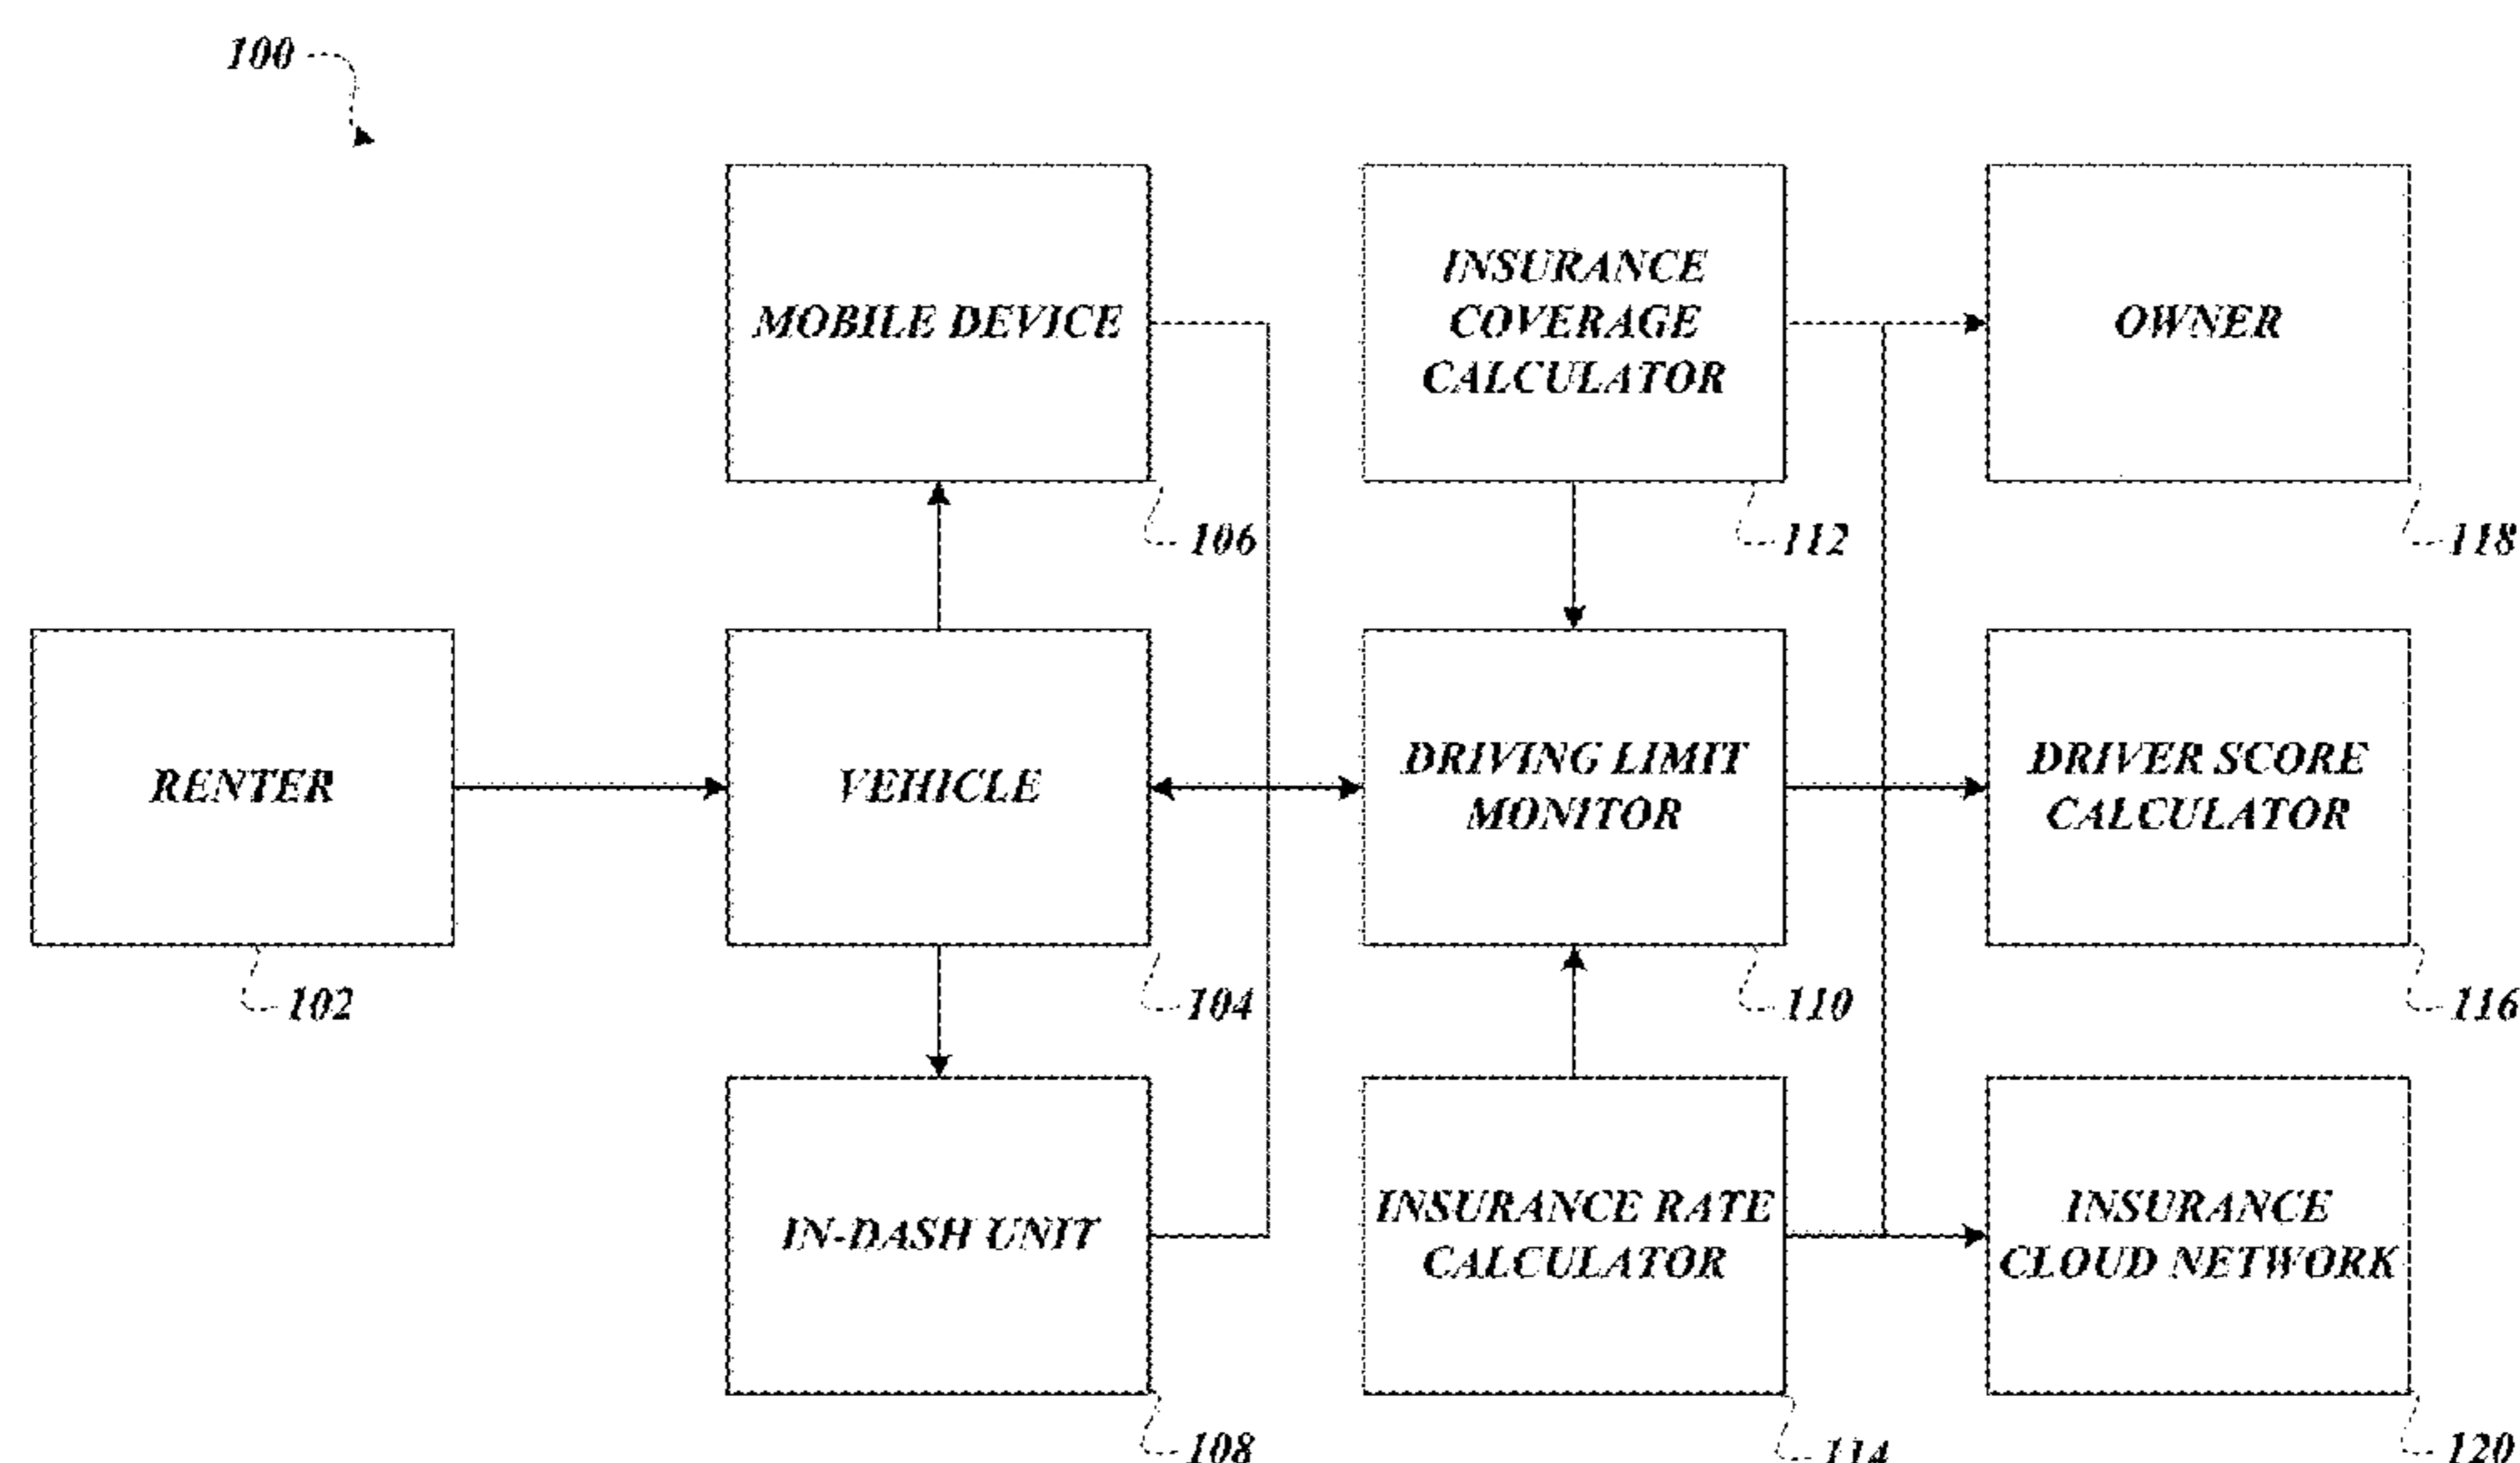 100
MOBILE DEVICE
106
INSURANCE
COVERAGE
CALCULATOR
112
OWNER
118
RENTER
102
VEHICLE
104
DRIVING LIMIT
MONITOR
110
DRIVER SCORE
CALCULATOR
116
IN-DASH UNIT
108
INSURANCE RATE
CALCULATOR
114
INSURANCE
CLOUD NETWORK
120